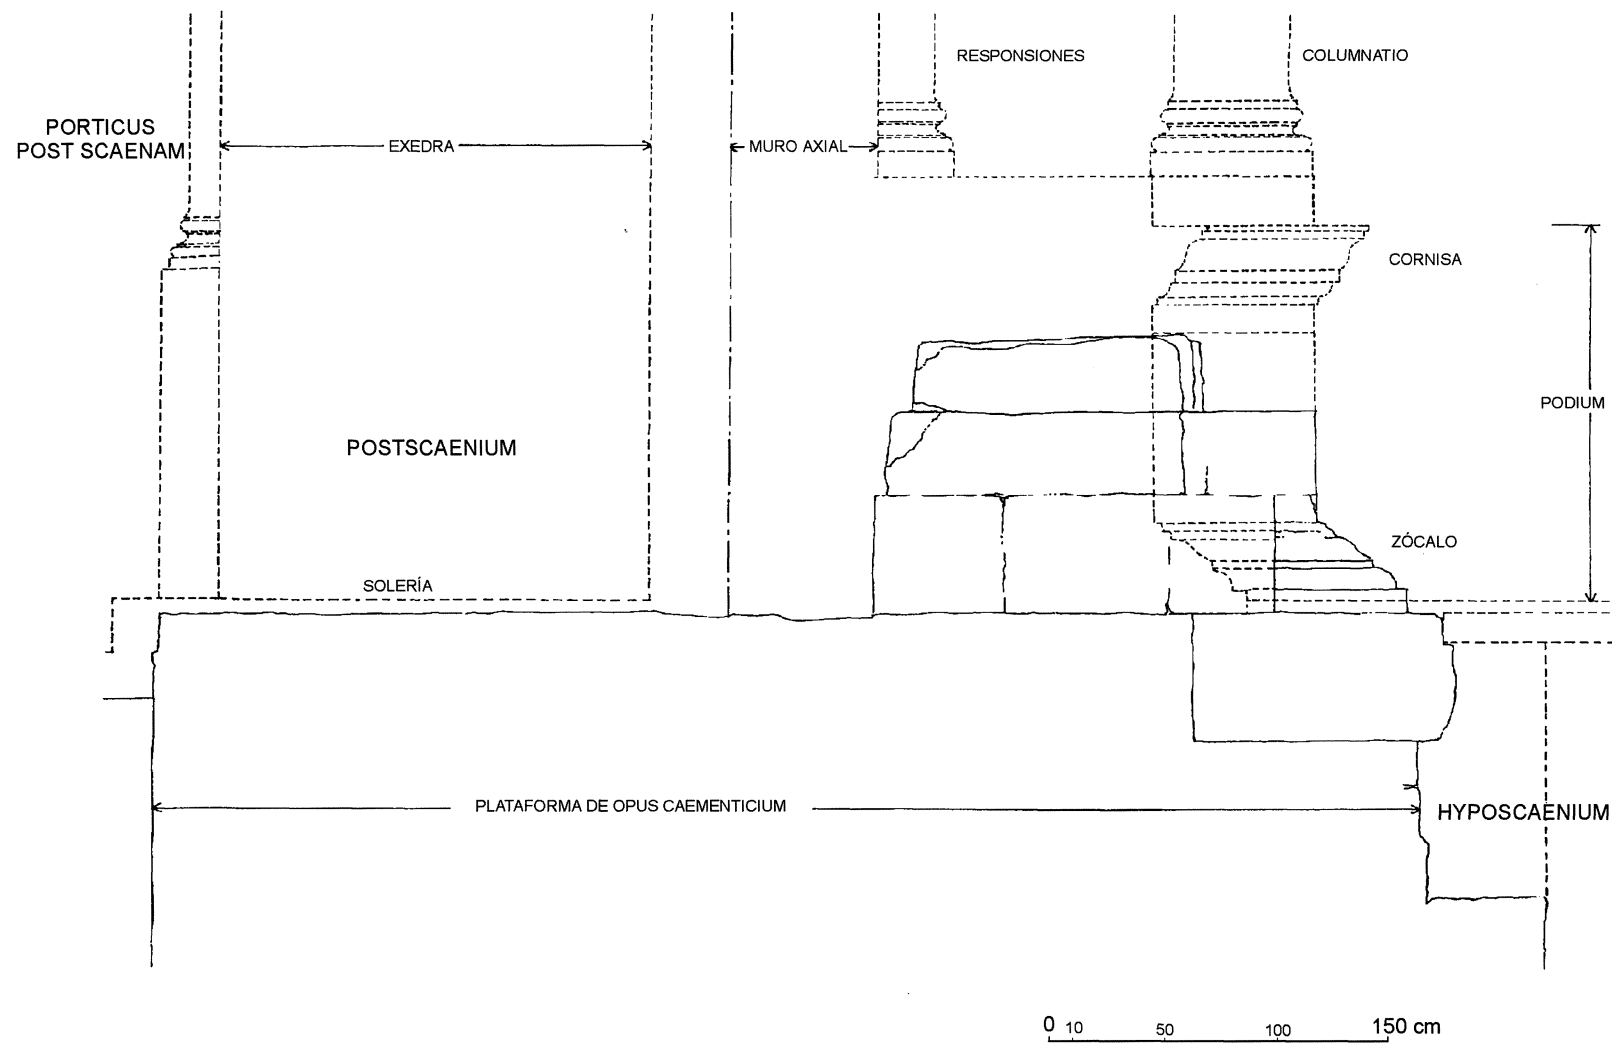 RESPONSIONES
COLUMNATIO
PORTICUS
POST SCAENAM
EXEDRA
MURO AXIAL
CORNISA
PODIUM
POSTSCAENIUM
ZÓCALO
SOLERÍA
PLATAFORMA DE OPUS CAEMENTICIUM
HYPOSCAENIUM
0 10 50 100 150 cm